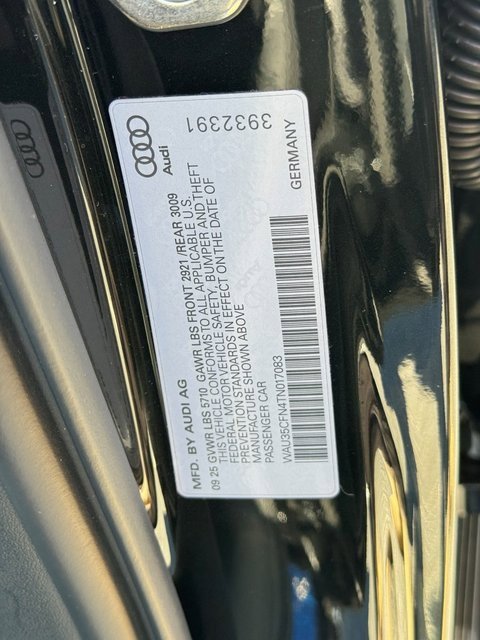 Audi
3932391
MFD. BY AUDI AG
09 25 GVWR LBS 5710 GAWR LBS FRONT 2921 /REAR 3009
THIS VEHICLE CONFORMS TO ALL APPLICABLE U.S.
FEDERAL MOTOR VEHICLE SAFETY, BUMPER AND THEFT
PREVENTION STANDARDS IN EFFECT ON THE DATE OF
MANUFACTURE SHOWN ABOVE
PASSENGER CAR
GERMANY
WAU35CFN4TN017083